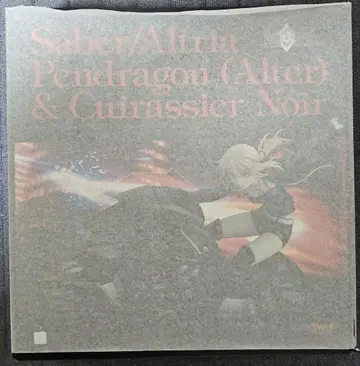 Saber/Altria
Pendragon (Alter)
& Cuirassier Noir